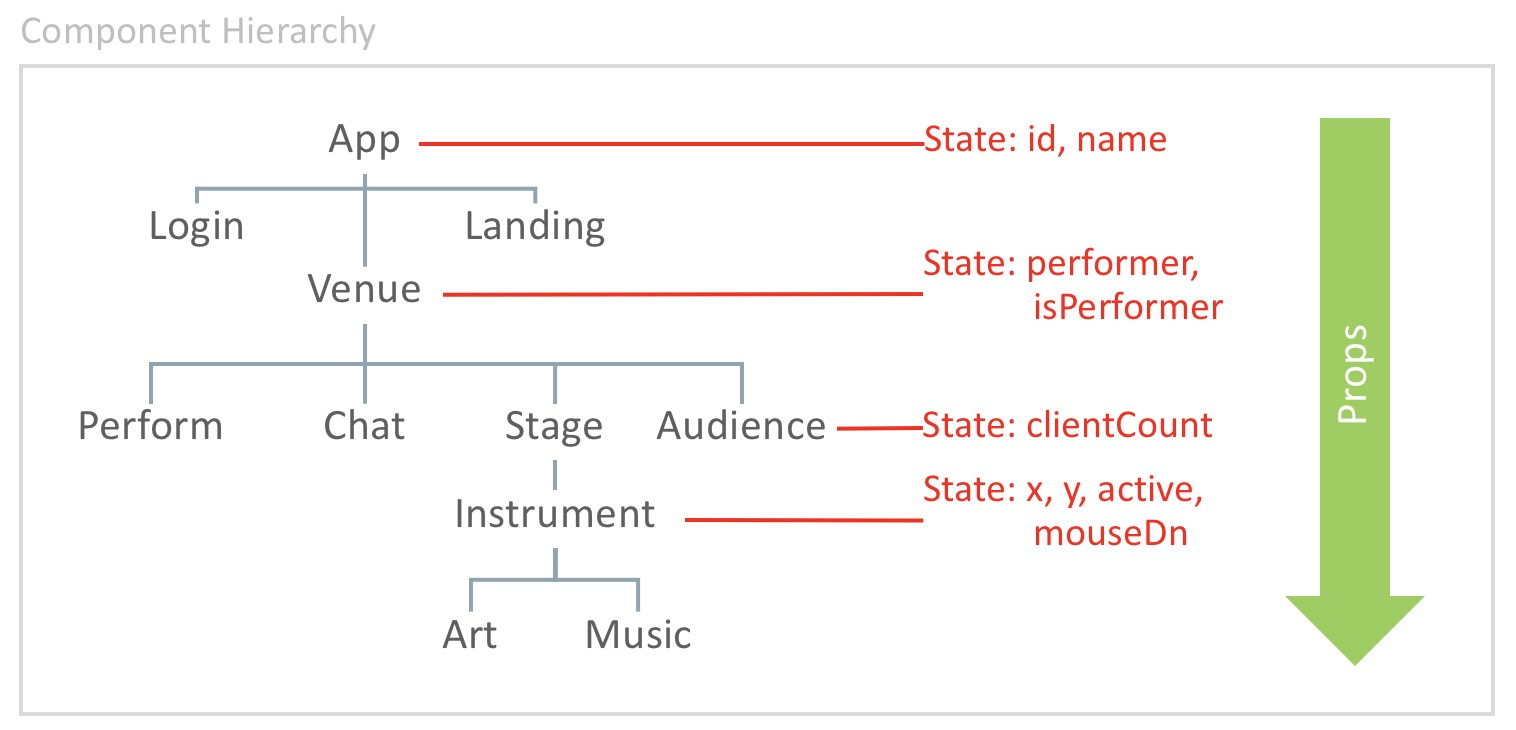 Component Hierarchy
App
State: id, name
Login
Landing
Venue
State: performer,
isPerformer
Props
Perform
Chat
Stage
Audience
State: clientCount
Instrument
State: x, y, active,
mouseDn
Art
Music